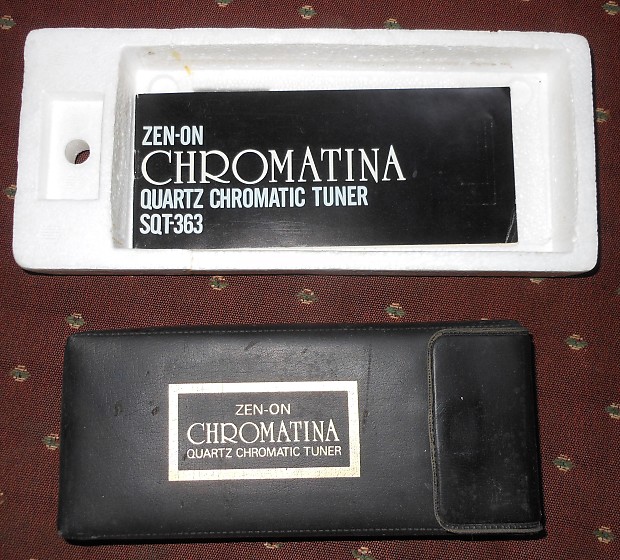 ZEN-ON
CHROMATINA
QUARTZ CHROMATIC TUNER
SQT-363
ZEN-ON
CHROMATINA
QUARTZ CHROMATIC TUNER